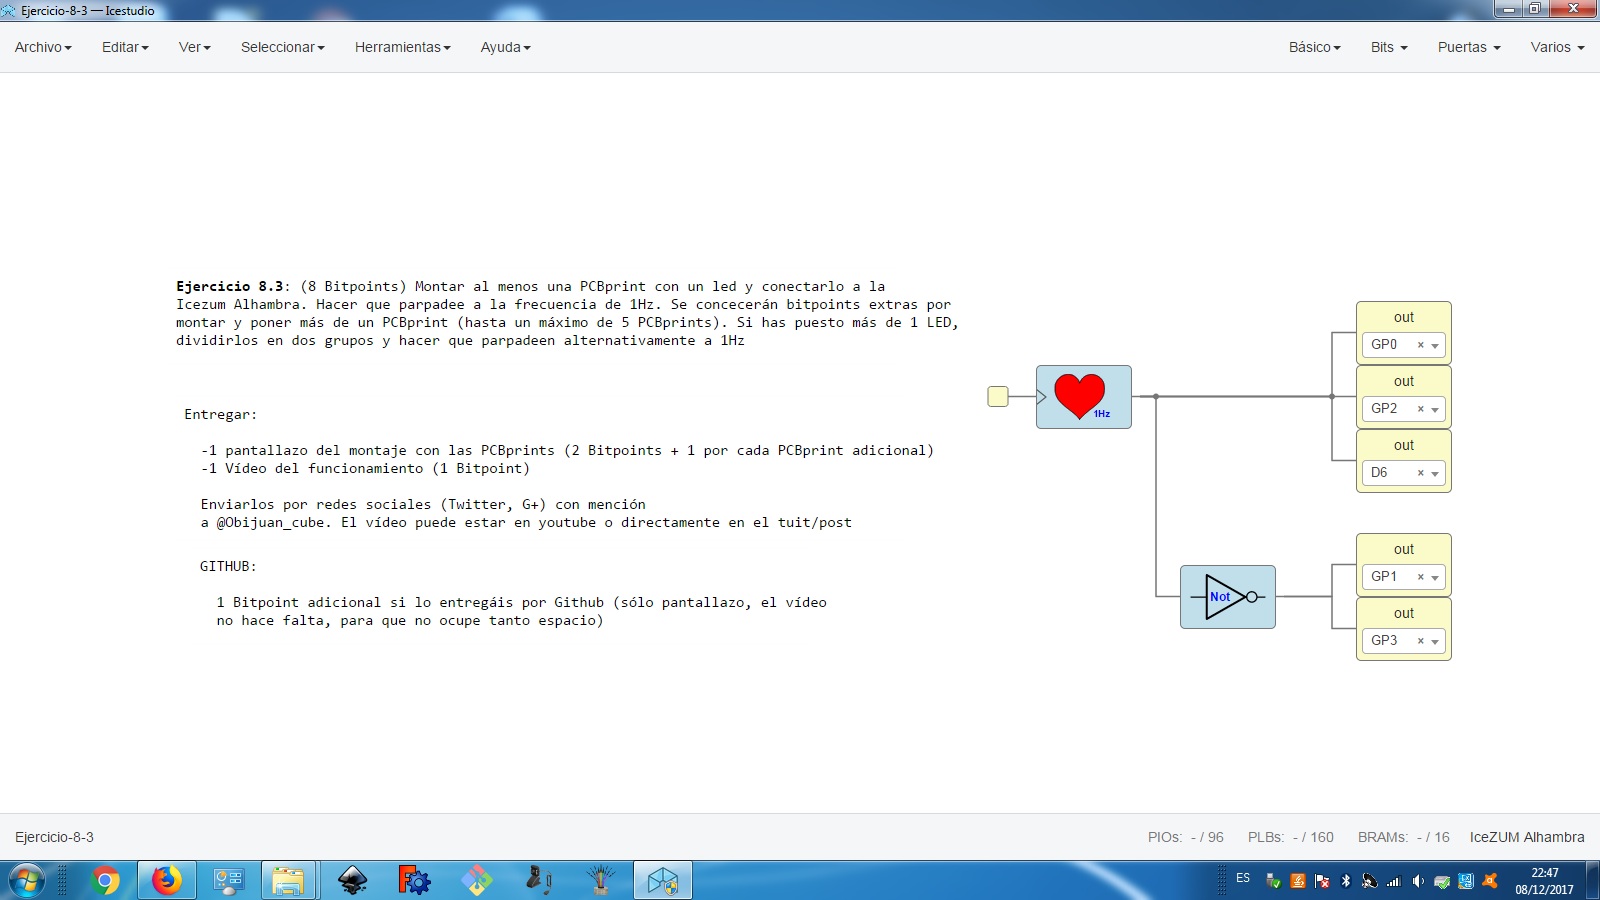 Ejercicio-8-3 — Icestudio
Archivo Editar Ver Seleccionar Herramientas Ayuda Básico Bits Puertas Varios
Ejercicio 8.3: (8 Bitpoints) Montar al menos una PCBprint con un led y conectarlo a la
Icezum Alhambra. Hacer que parpadee a la frecuencia de 1Hz. Se concecerán bitpoints extras por
montar y poner más de un PCBprint (hasta un máximo de 5 PCBprints). Si has puesto más de 1 LED,
dividirlos en dos grupos y hacer que parpadeen alternativamente a 1Hz
Entregar:
-1 pantallazo del montaje con las PCBprints (2 Bitpoints + 1 por cada PCBprint adicional)
-1 Vídeo del funcionamiento (1 Bitpoint)
Enviarlos por redes sociales (Twitter, G+) con mención
a @Obijuan_cube. El vídeo puede estar en youtube o directamente en el tuit/post
GITHUB:
1 Bitpoint adicional si lo entregáis por Github (sólo pantallazo, el vídeo
no hace falta, para que no ocupe tanto espacio)
1Hz
out
GP0
out
GP2
out
D6
Not
out
GP1
out
GP3
Ejercicio-8-3
PIOs: - / 96 PLBs: - / 160 BRAMs: - / 16 IceZUM Alhambra
ES
22:47
08/12/2017